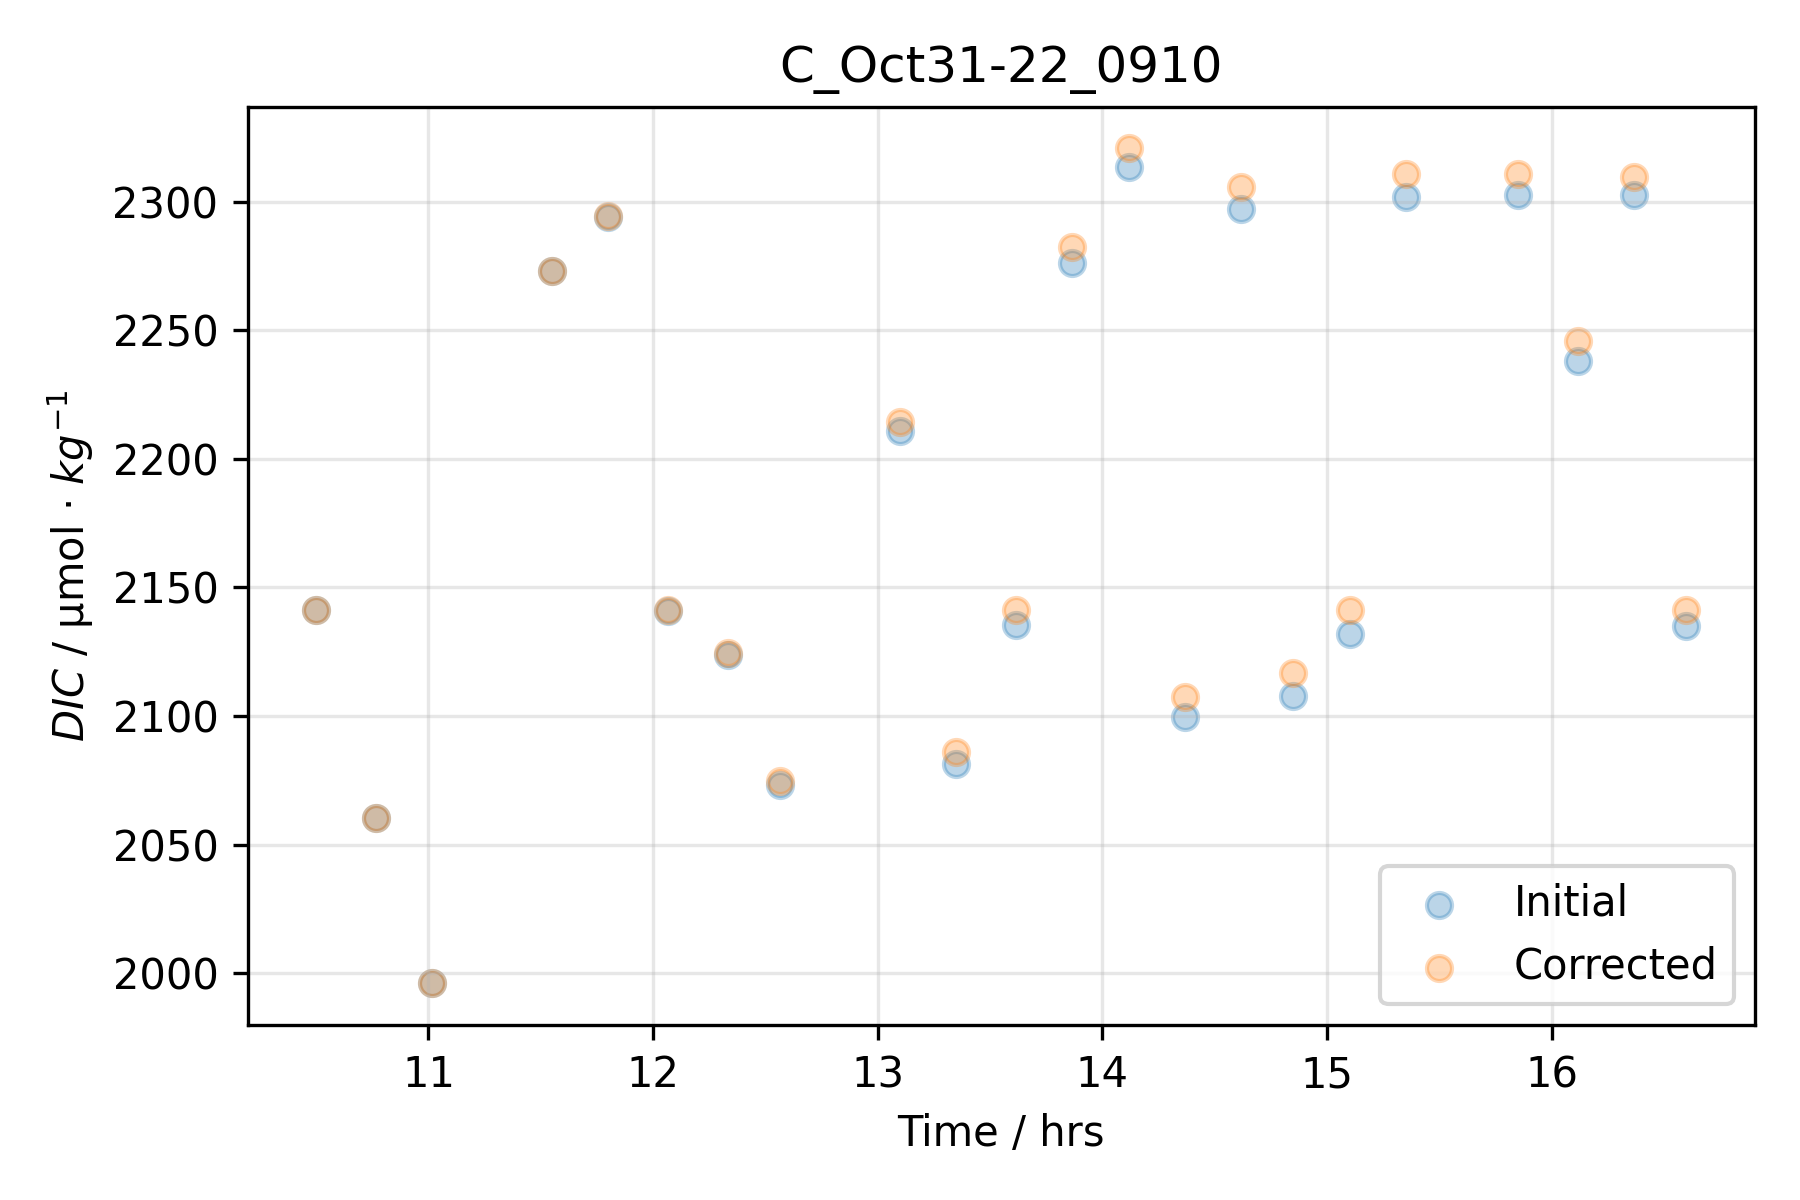 C_Oct31-22_0910
2300
2250
2200
2150
2100
2050
2000
DIC / μmol · kg⁻¹
11 12 13 14 15 16
Time / hrs
Initial
Corrected